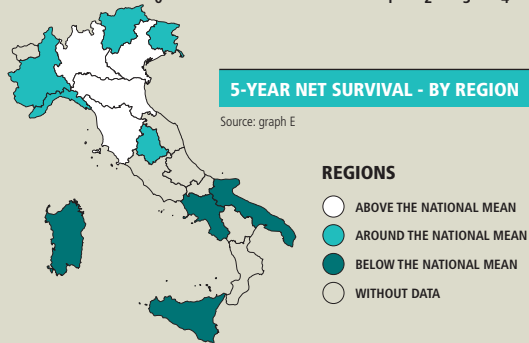 5-YEAR NET SURVIVAL - BY REGION
Source: graph E
REGIONS
ABOVE THE NATIONAL MEAN
AROUND THE NATIONAL MEAN
BELOW THE NATIONAL MEAN
WITHOUT DATA